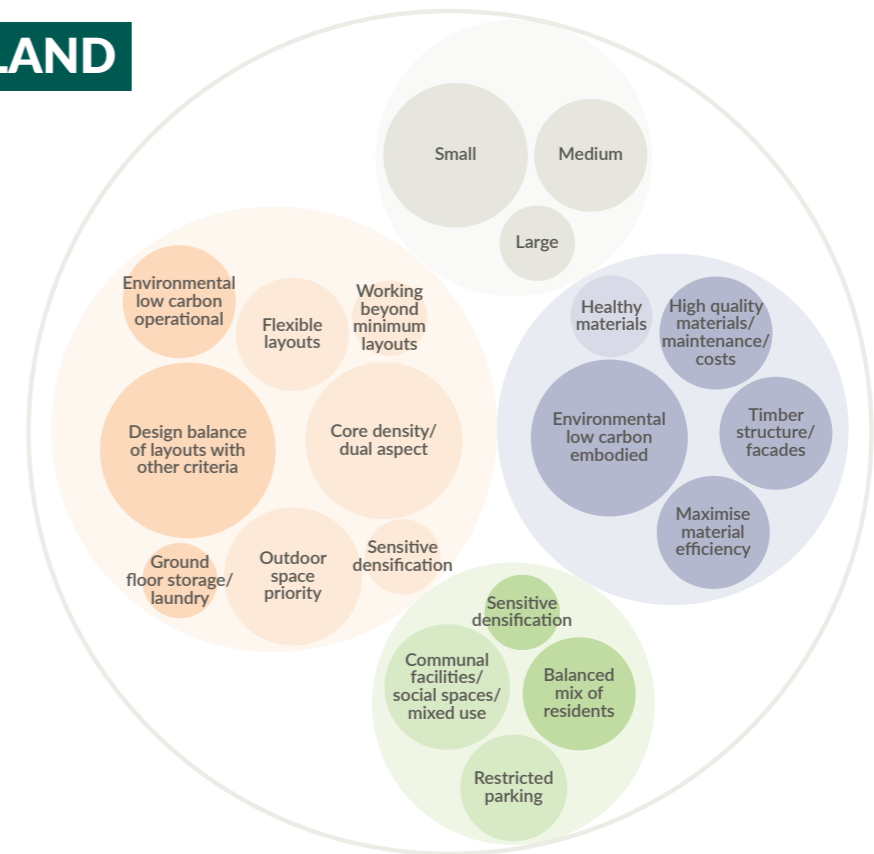 LAND
Small
Medium
Large
Environmental
low carbon
operational
Flexible
layouts
Working
beyond
minimum
layouts
Design balance
of layouts with
other criteria
Core density/
dual aspect
Ground
floor storage/
laundry
Outdoor
space
priority
Sensitive
densification
Healthy
materials
High quality
materials/
maintenance/
costs
Environmental
low carbon
embodied
Timber
structure/
facades
Maximise
material
efficiency
Sensitive
densification
Communal
facilities/
social spaces/
mixed use
Balanced
mix of
residents
Restricted
parking